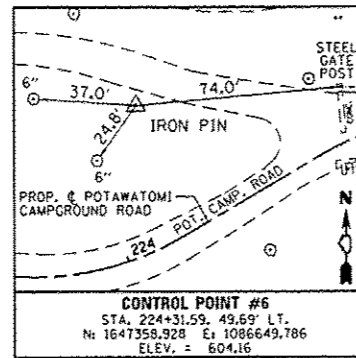 STEEL
GATE
POST
6"
37.0'
74.0'
24.8'
IRON PIN
6"
PROP. ℄ POTAWATOMI
CAMPGROUND ROAD
POT. CAMP. ROAD
224
N
CONTROL POINT #6
STA. 224+31.59. 49.69' LT.
N: 1647358.928 E: 1086649.786
ELEV. = 604.16